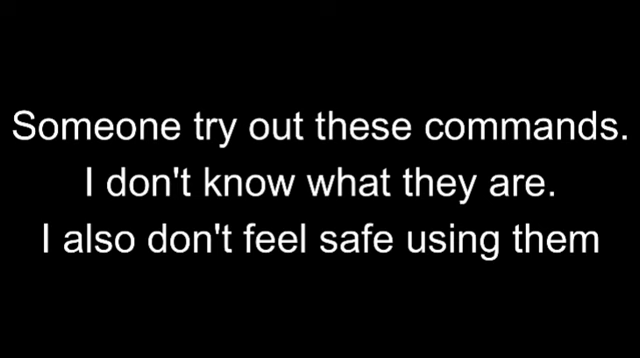 Someone try out these commands.
I don't know what they are.
I also don't feel safe using them